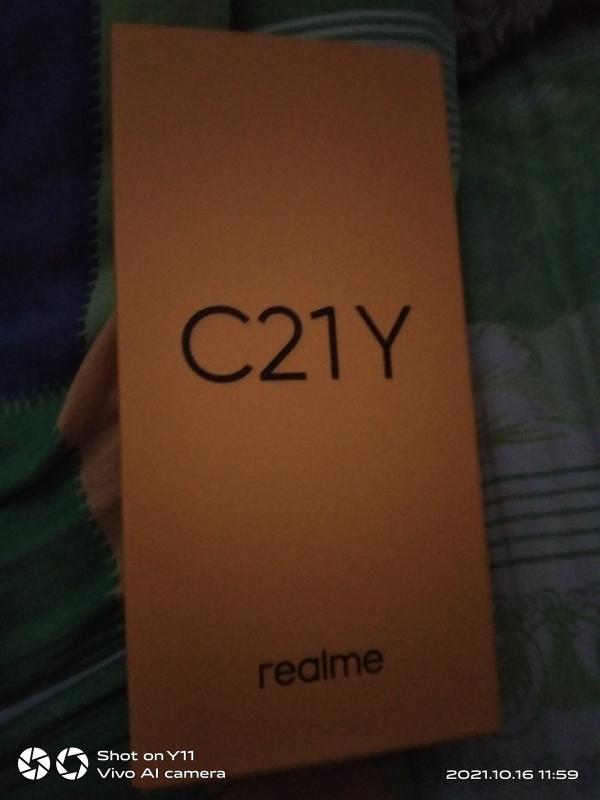 C21Y
realme
Shot on Y11
Vivo AI camera
2021.10.16 11:59